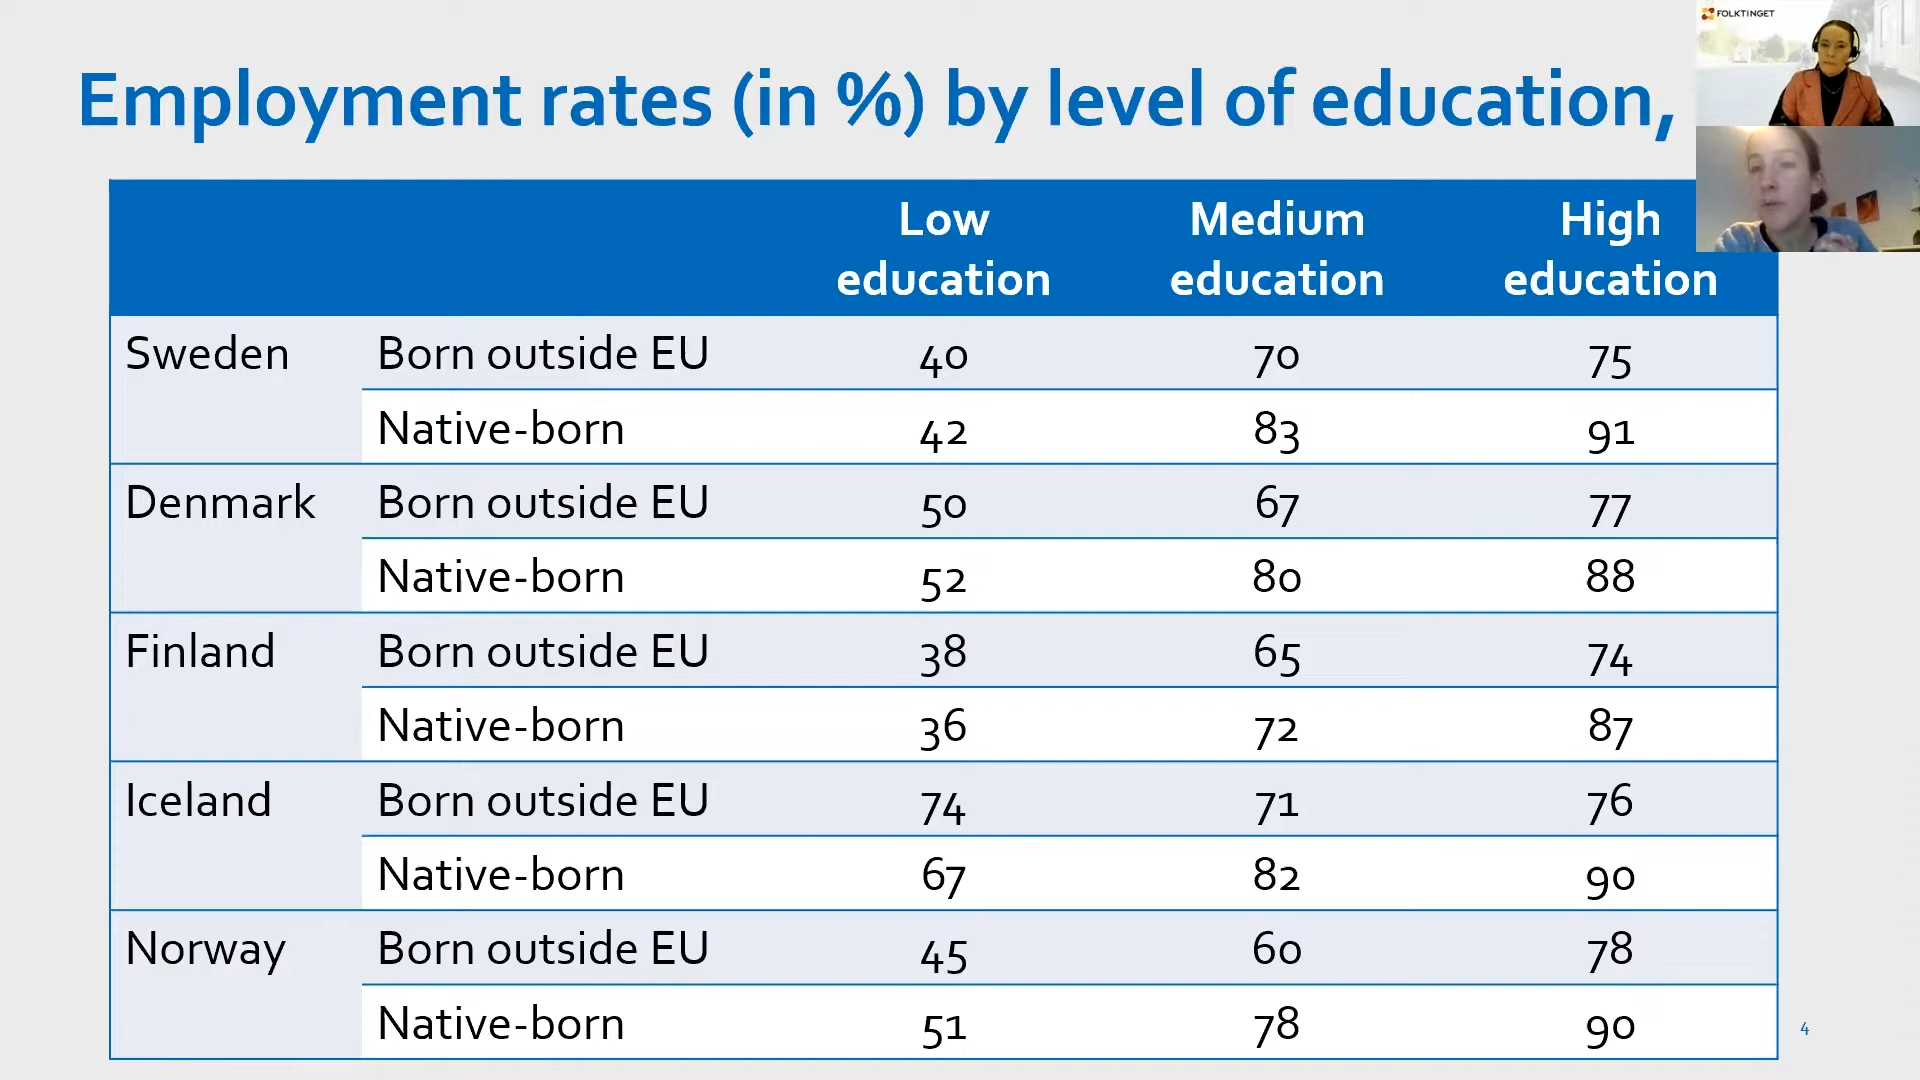 FOLKTINGET
Employment rates (in %) by level of education,
Low education Medium education High education
Sweden Born outside EU 40 70 75
Native-born 42 83 91
Denmark Born outside EU 50 67 77
Native-born 52 80 88
Finland Born outside EU 38 65 74
Native-born 36 72 87
Iceland Born outside EU 74 71 76
Native-born 67 82 90
Norway Born outside EU 45 60 78
Native-born 51 78 90
4